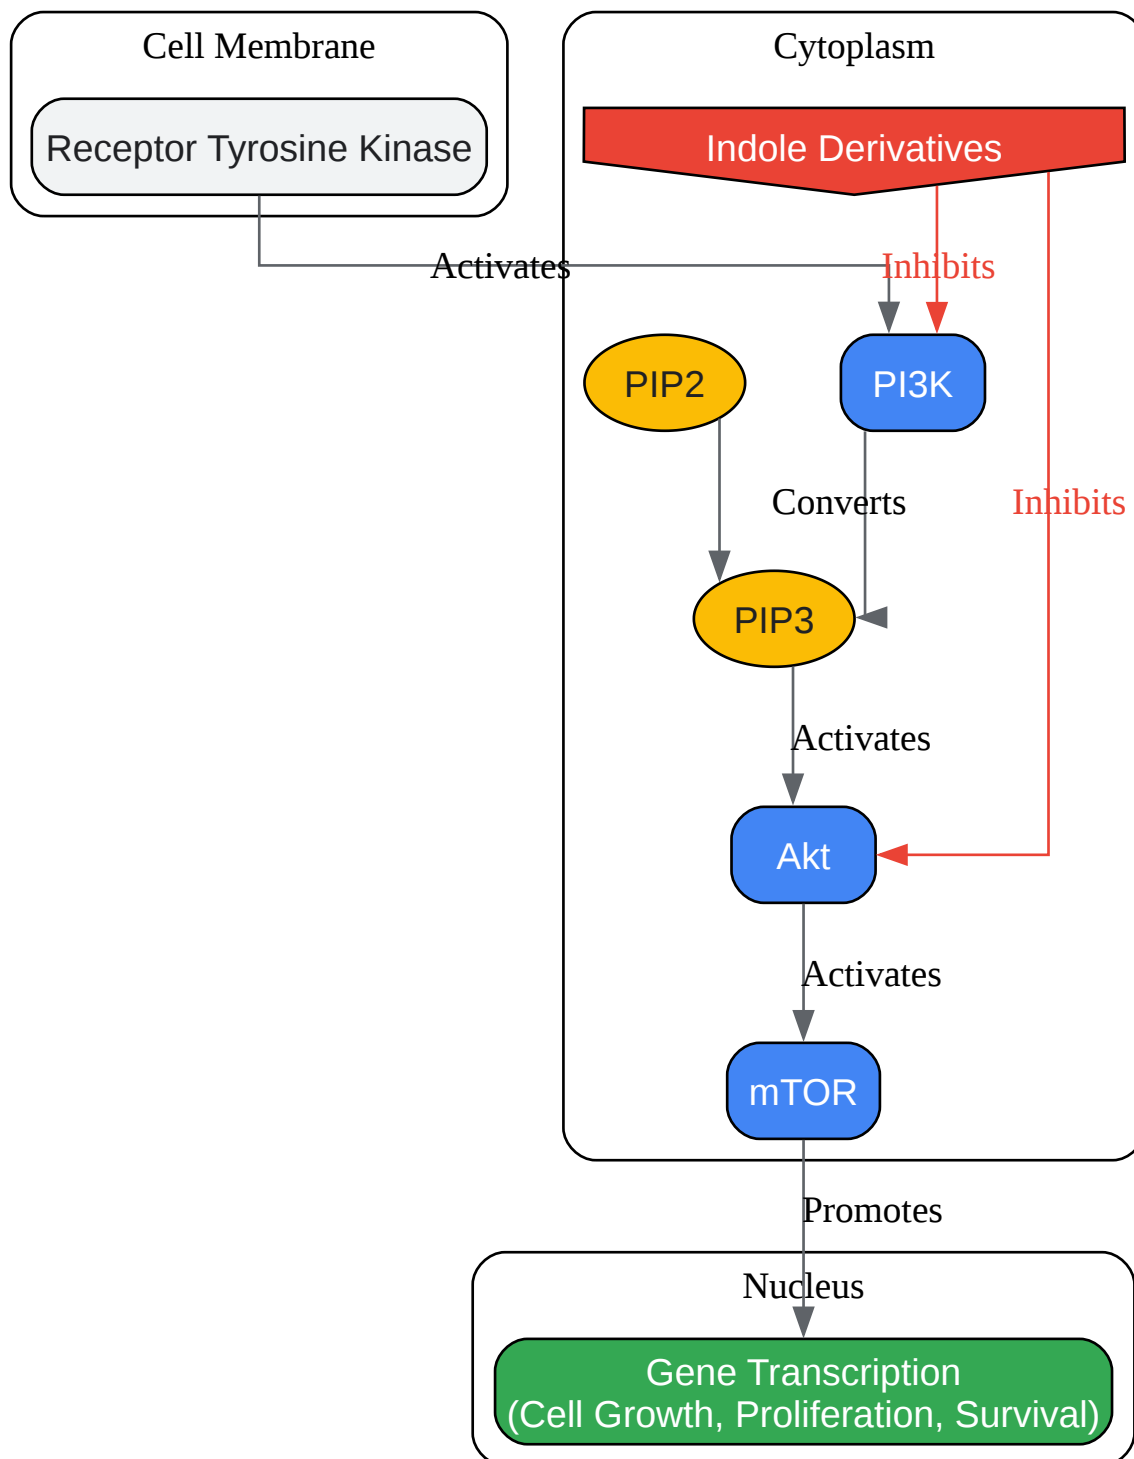 Cell Membrane
Cytoplasm
Receptor Tyrosine Kinase
Indole Derivatives
Activates
Inhibits
PIP2
PI3K
Converts
Inhibits
PIP3
Activates
Akt
Activates
mTOR
Promotes
Nucleus
Gene Transcription
(Cell Growth, Proliferation, Survival)